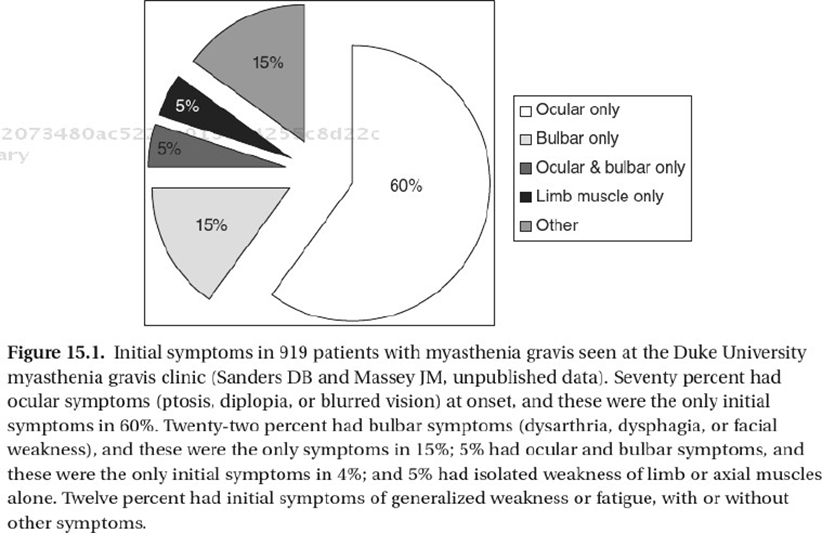 15%
5%
5%
15%
60%
Ocular only
Bulbar only
Ocular & bulbar only
Limb muscle only
Other
Figure 15.1. Initial symptoms in 919 patients with myasthenia gravis seen at the Duke University
myasthenia gravis clinic (Sanders DB and Massey JM, unpublished data). Seventy percent had
ocular symptoms (ptosis, diplopia, or blurred vision) at onset, and these were the only initial
symptoms in 60%. Twenty-two percent had bulbar symptoms (dysarthria, dysphagia, or facial
weakness), and these were the only symptoms in 15%; 5% had ocular and bulbar symptoms, and
these were the only initial symptoms in 4%; and 5% had isolated weakness of limb or axial muscles
alone. Twelve percent had initial symptoms of generalized weakness or fatigue, with or without
other symptoms.